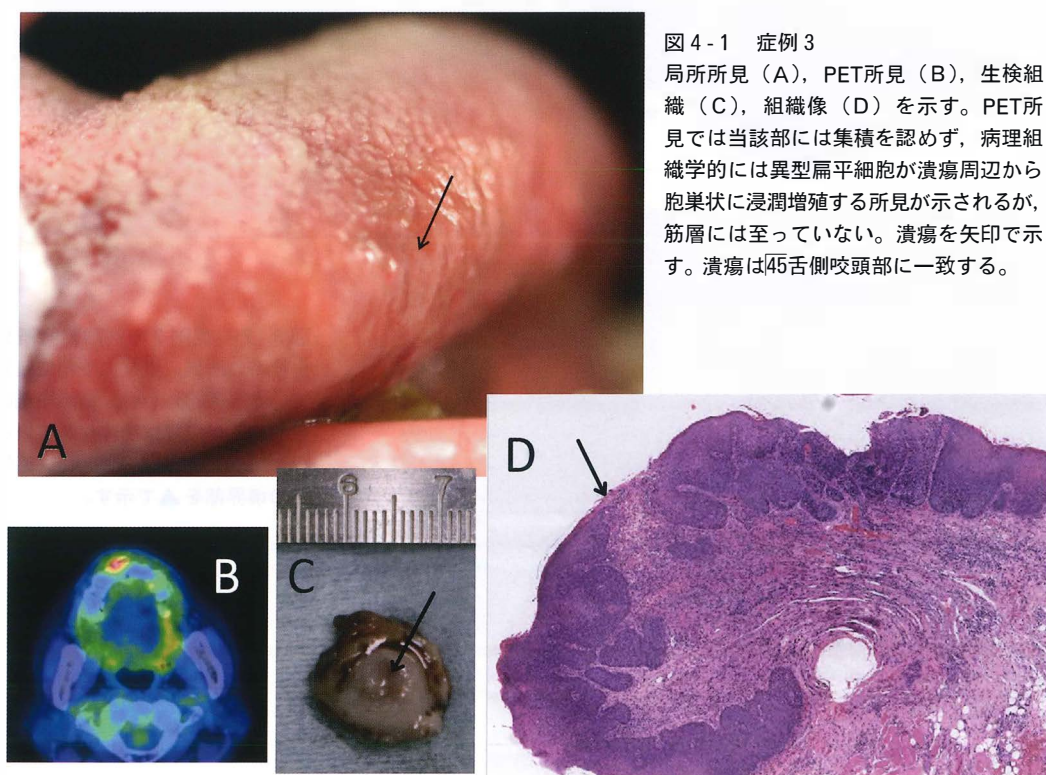 図4-1 症例3
局所所見(A),PET所見(B),生検組
織(C),組織像(D)を示す。PET所
見では当該部には集積を認めず,病理組
織学的には異型扁平細胞が潰瘍周辺から
胞巣状に浸潤増殖する所見が示されるが,
筋層には至っていない。潰瘍を矢印で示
す。潰瘍は|45舌側咬頭部に一致する。
A
D
B
C
6 7